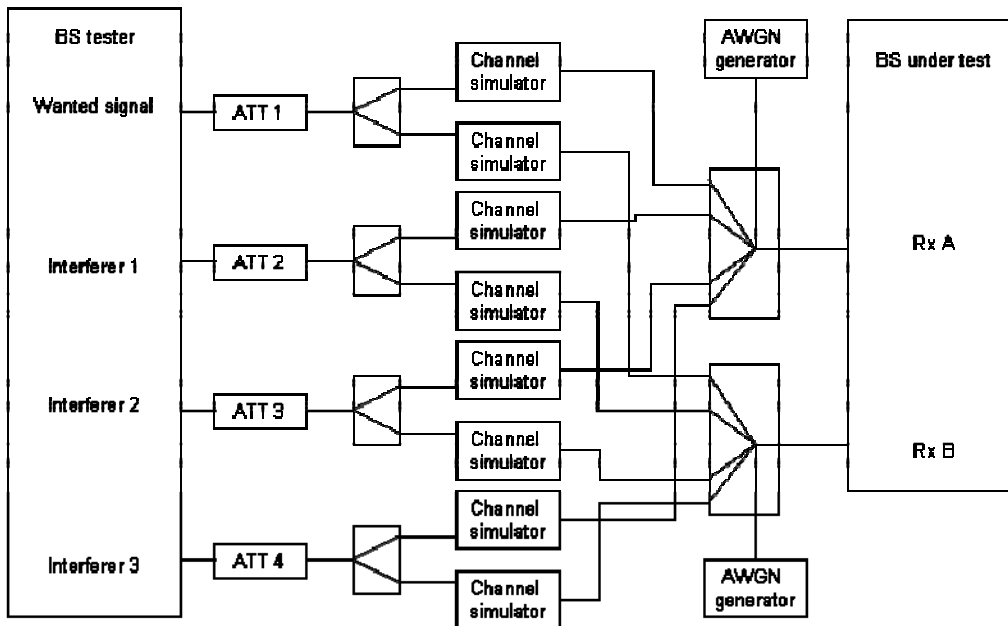 BS tester
Wanted signal
Interferer 1
Interferer 2
Interferer 3
ATT 1
ATT 2
ATT 3
ATT 4
Channel
simulator
Channel
simulator
Channel
simulator
Channel
simulator
Channel
simulator
Channel
simulator
Channel
simulator
Channel
simulator
AWGN
generator
AWGN
generator
BS under test
Rx A
Rx B